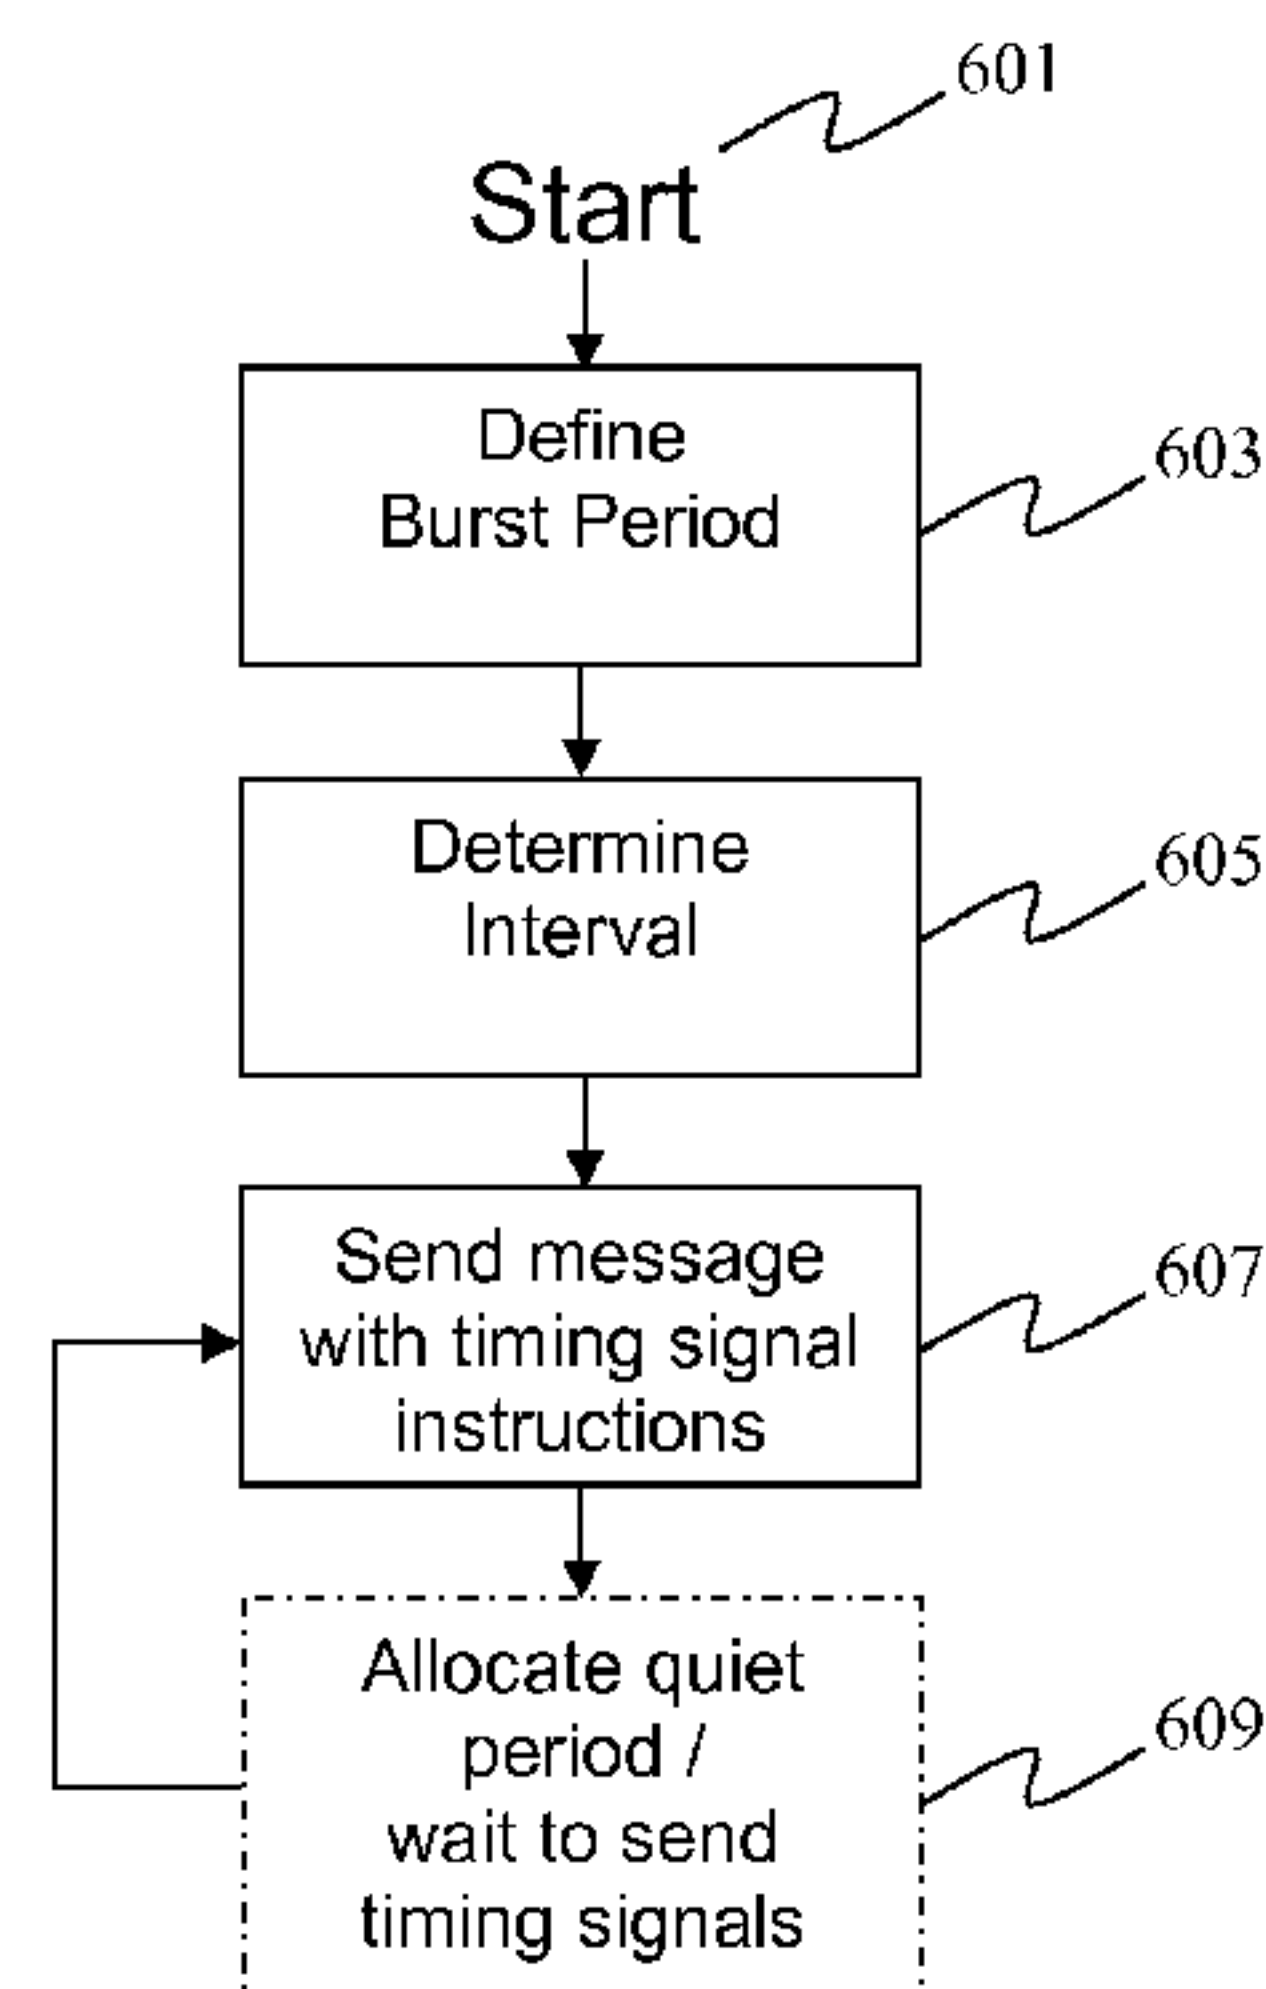 601
Start
Define
Burst Period
603
Determine
Interval
605
Send message
with timing signal
instructions
607
Allocate quiet
period /
wait to send
timing signals
609